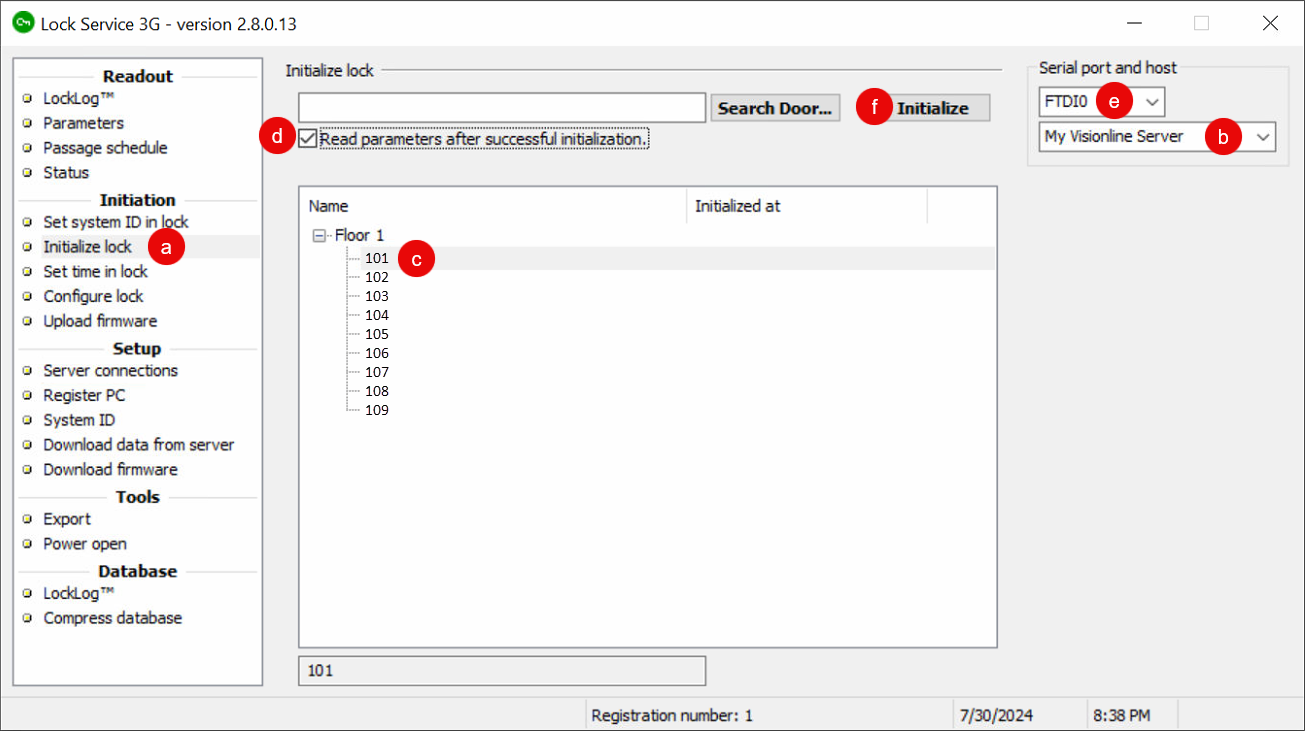 Lock Service 3G - version 2.8.0.13
Readout
LockLog™
Parameters
Passage schedule
Status
Initiation
Set system ID in lock
Initialize lock a
Set time in lock
Configure lock
Upload firmware
Setup
Server connections
Register PC
System ID
Download data from server
Download firmware
Tools
Export
Power open
Database
LockLog™
Compress database
Initialize lock
Search Door... f Initialize
d Read parameters after successful initialization.
Name Initialized at
Floor 1
101 c
102
103
104
105
106
107
108
109
101
Serial port and host
FTDI0 e
My Visionline Server b
Registration number: 1 7/30/2024 8:38 PM